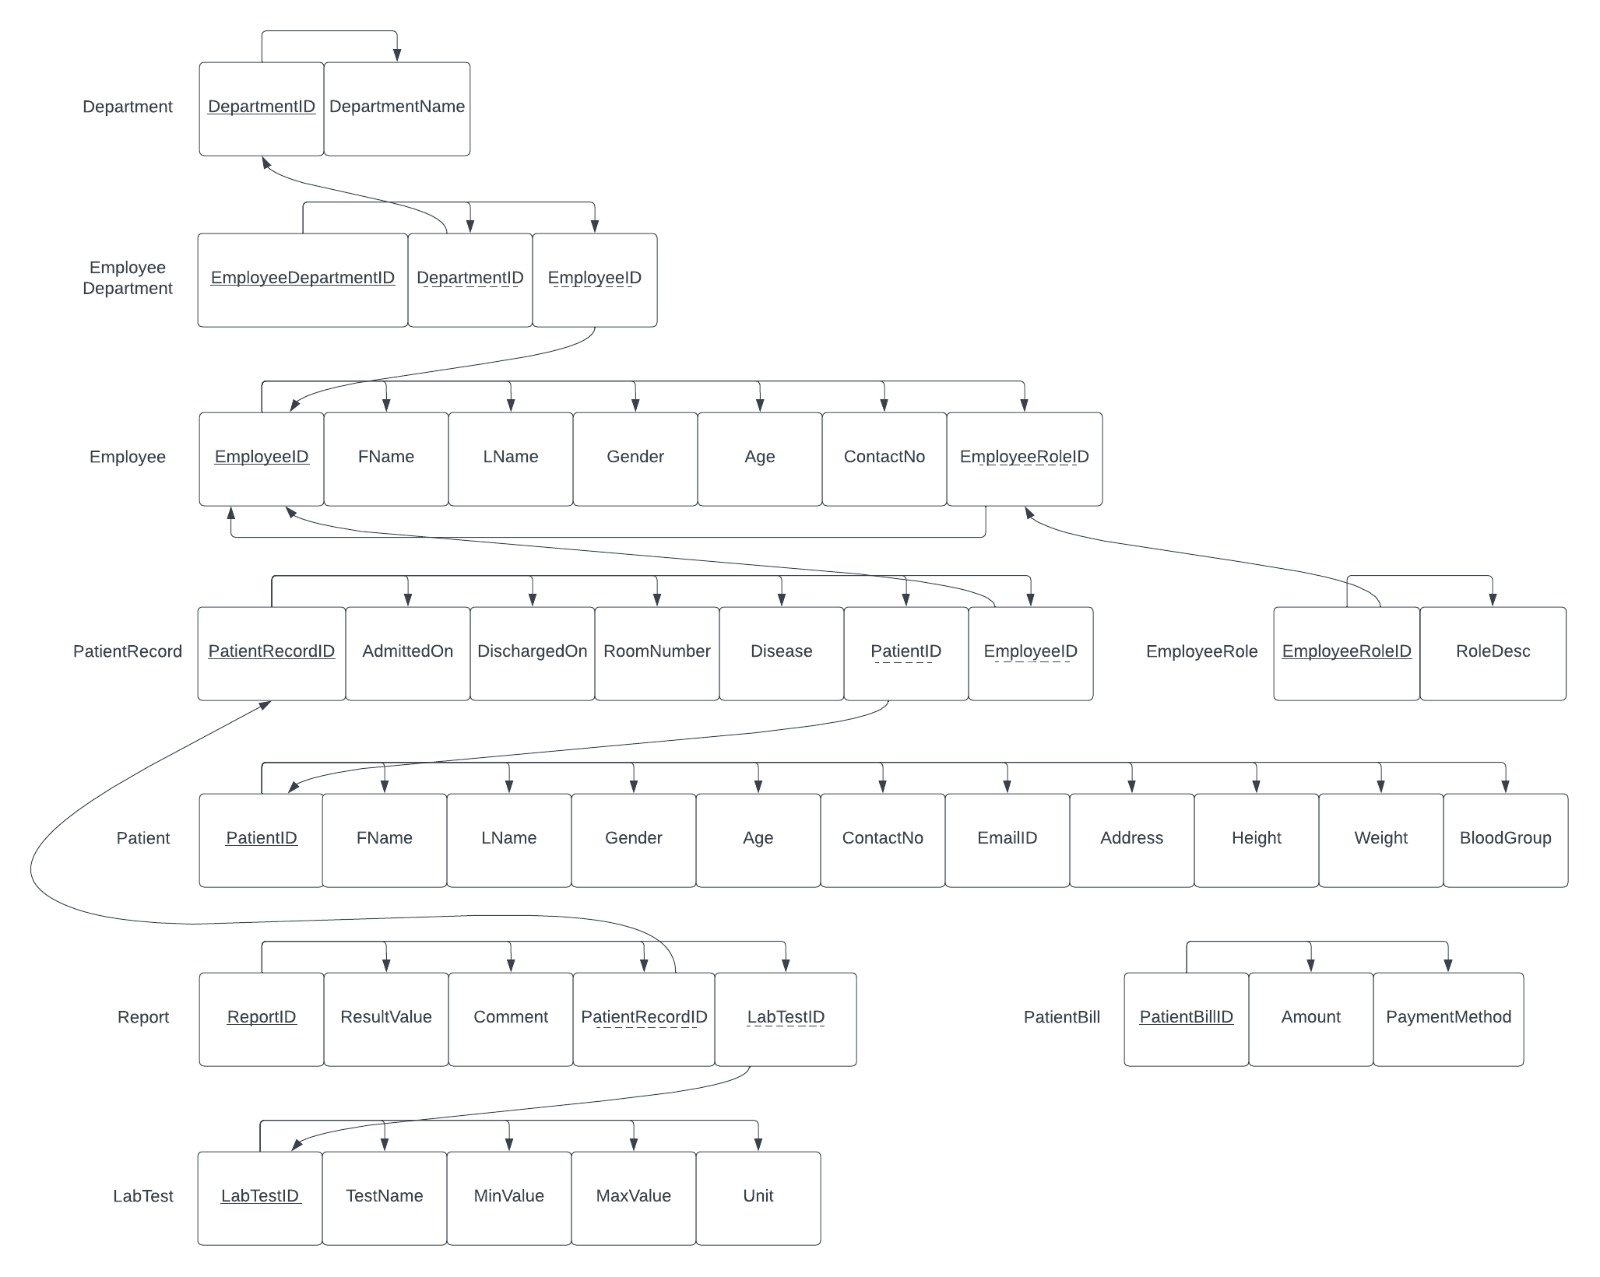 Department
DepartmentID DepartmentName
Employee
Department
EmployeeDepartmentID DepartmentID EmployeeID
Employee
EmployeeID FName LName Gender Age ContactNo EmployeeRoleID
PatientRecord
PatientRecordID AdmittedOn DischargedOn RoomNumber Disease PatientID EmployeeID
EmployeeRole
EmployeeRoleID RoleDesc
Patient
PatientID FName LName Gender Age ContactNo EmailID Address Height Weight BloodGroup
Report
ReportID ResultValue Comment PatientRecordID LabTestID
PatientBill
PatientBillID Amount PaymentMethod
LabTest
LabTestID TestName MinValue MaxValue Unit